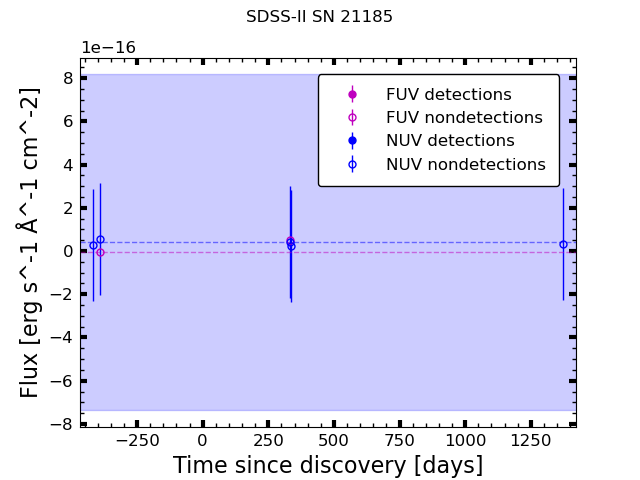 SDSS-II SN 21185
1e−16
FUV detections
FUV nondetections
NUV detections
NUV nondetections
8
6
4
2
0
−2
−4
−6
−8
Flux [erg s^-1 Å^-1 cm^-2]
−250 0 250 500 750 1000 1250
Time since discovery [days]